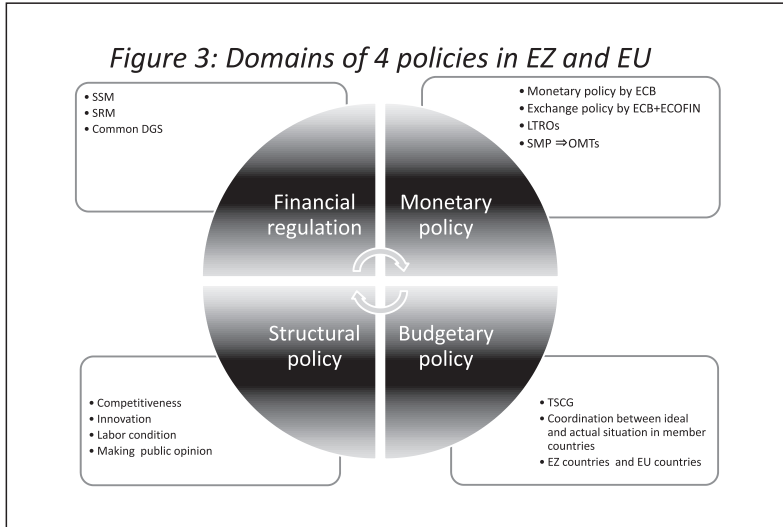 Figure 3: Domains of 4 policies in EZ and EU
• SSM
• SRM
• Common DGS
• Monetary policy by ECB
• Exchange policy by ECB+ECOFIN
• LTROs
• SMP ⇒OMTs
Financial
regulation
Monetary
policy
Structural
policy
Budgetary
policy
• Competitiveness
• Innovation
• Labor condition
• Making public opinion
• TSCG
• Coordination between ideal
and actual situation in member
countries
• EZ countries and EU countries